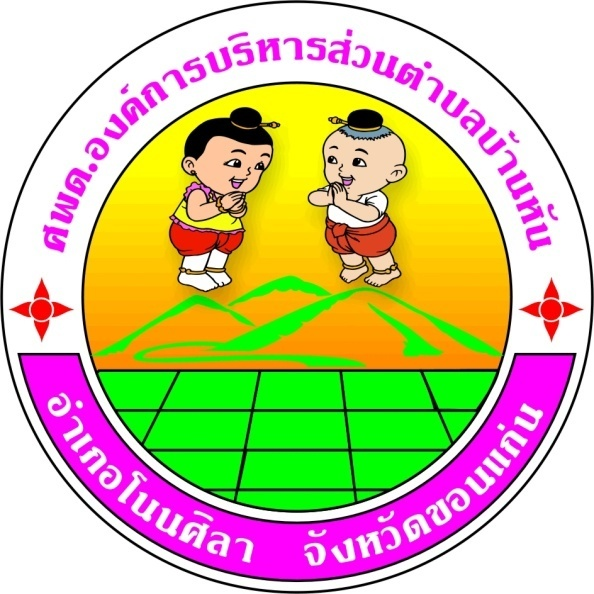 ศพด.องค์การบริหารส่วนตำบลบ้านหัน
อำเภอโนนศิลา จังหวัดขอนแก่น